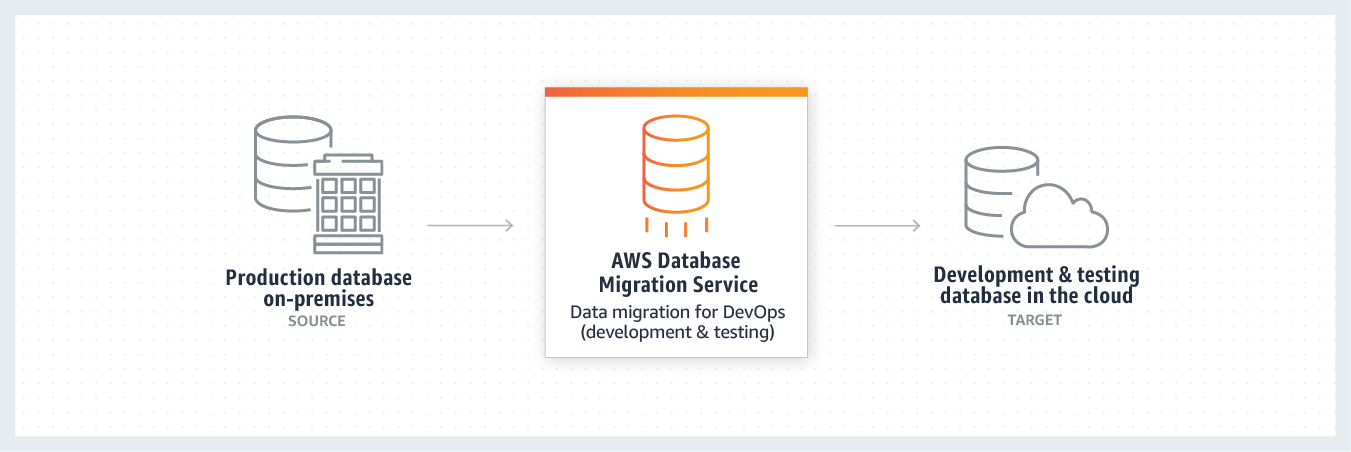 Production database
on-premises
SOURCE
AWS Database
Migration Service
Data migration for DevOps
(development & testing)
Development & testing
database in the cloud
TARGET